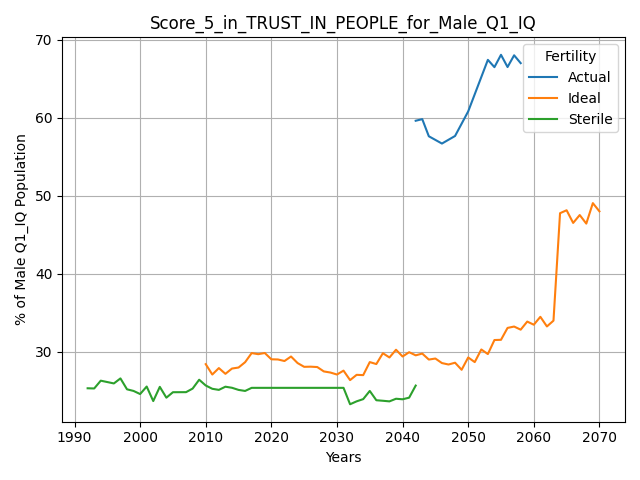 Score_5_in_TRUST_IN_PEOPLE_for_Male_Q1_IQ
% of Male Q1_IQ Population
70
60
50
40
30
Fertility
Actual
Ideal
Sterile
1990 2000 2010 2020 2030 2040 2050 2060 2070
Years